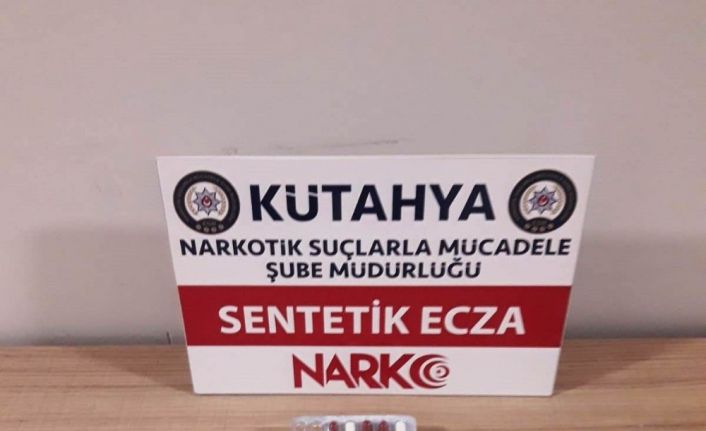 KÜTAHYA
NARKOTİK SUÇLARLA MÜCADELE
ŞUBE MÜDÜRLÜĞÜ
SENTETİK ECZA
NARKO